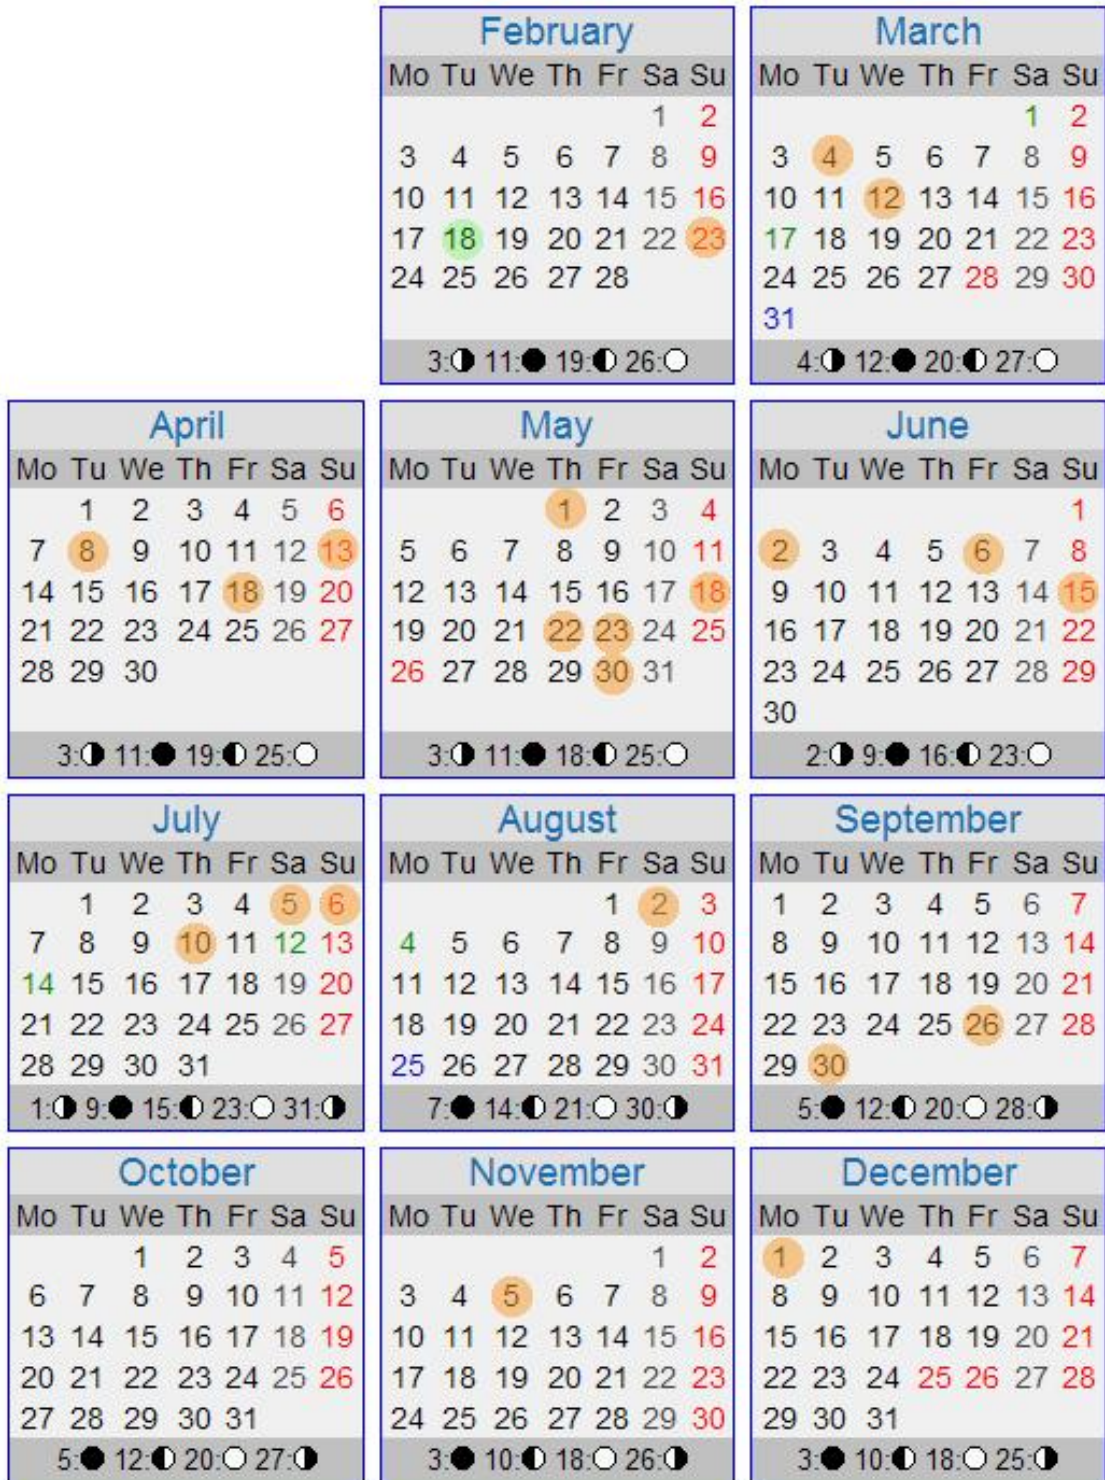 February
Mo Tu We Th Fr Sa Su
1 2
3 4 5 6 7 8 9
10 11 12 13 14 15 16
17 18 19 20 21 22 23
24 25 26 27 28
3: 11: 19: 26:
March
Mo Tu We Th Fr Sa Su
1 2
3 4 5 6 7 8 9
10 11 12 13 14 15 16
17 18 19 20 21 22 23
24 25 26 27 28 29 30
31
4: 12: 20: 27:
April
Mo Tu We Th Fr Sa Su
1 2 3 4 5 6
7 8 9 10 11 12 13
14 15 16 17 18 19 20
21 22 23 24 25 26 27
28 29 30
3: 11: 19: 25:
May
Mo Tu We Th Fr Sa Su
1 2 3 4
5 6 7 8 9 10 11
12 13 14 15 16 17 18
19 20 21 22 23 24 25
26 27 28 29 30 31
3: 11: 18: 25:
June
Mo Tu We Th Fr Sa Su
1
2 3 4 5 6 7 8
9 10 11 12 13 14 15
16 17 18 19 20 21 22
23 24 25 26 27 28 29
30
2: 9: 16: 23:
July
Mo Tu We Th Fr Sa Su
1 2 3 4 5 6
7 8 9 10 11 12 13
14 15 16 17 18 19 20
21 22 23 24 25 26 27
28 29 30 31
1: 9: 15: 23: 31:
August
Mo Tu We Th Fr Sa Su
1 2 3
4 5 6 7 8 9 10
11 12 13 14 15 16 17
18 19 20 21 22 23 24
25 26 27 28 29 30 31
7: 14: 21: 30:
September
Mo Tu We Th Fr Sa Su
1 2 3 4 5 6 7
8 9 10 11 12 13 14
15 16 17 18 19 20 21
22 23 24 25 26 27 28
29 30
5: 12: 20: 28:
October
Mo Tu We Th Fr Sa Su
1 2 3 4 5
6 7 8 9 10 11 12
13 14 15 16 17 18 19
20 21 22 23 24 25 26
27 28 29 30 31
5: 12: 20: 27:
November
Mo Tu We Th Fr Sa Su
1 2
3 4 5 6 7 8 9
10 11 12 13 14 15 16
17 18 19 20 21 22 23
24 25 26 27 28 29 30
3: 10: 18: 26:
December
Mo Tu We Th Fr Sa Su
1 2 3 4 5 6 7
8 9 10 11 12 13 14
15 16 17 18 19 20 21
22 23 24 25 26 27 28
29 30 31
3: 10: 18: 25: